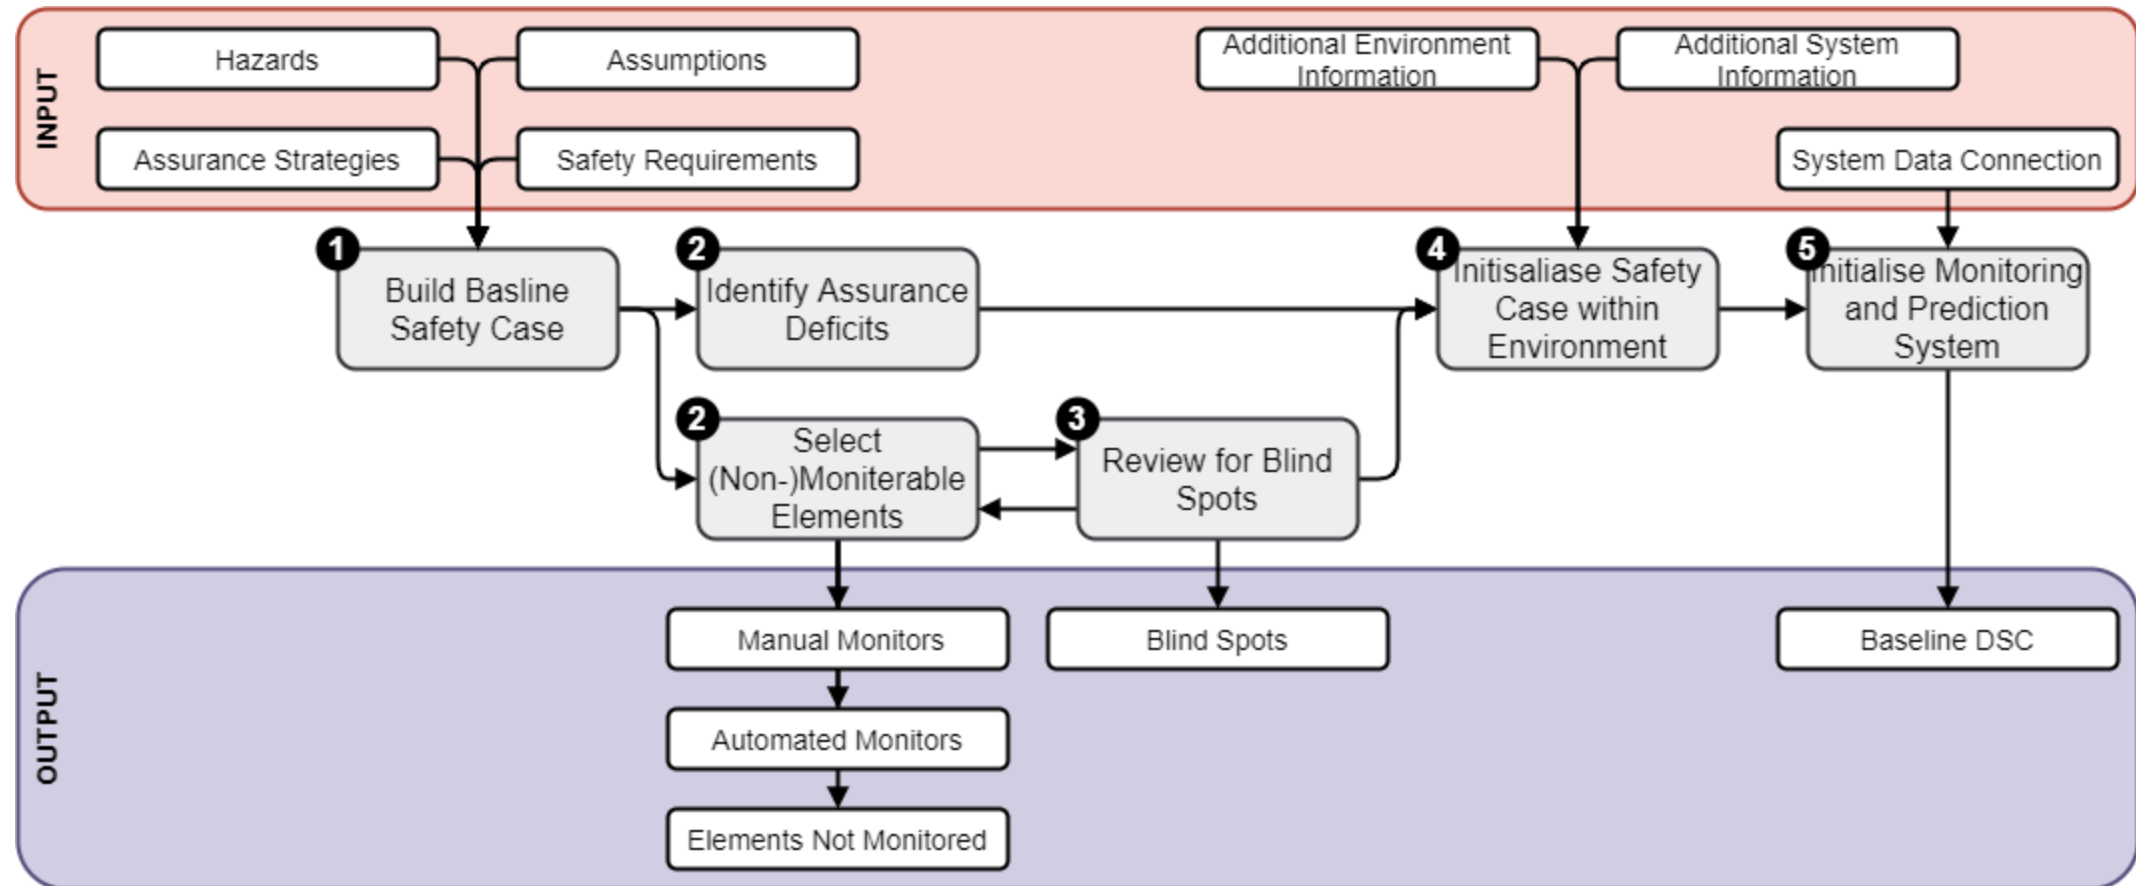 INPUT
Hazards
Assumptions
Additional Environment
Information
Additional System
Information
Assurance Strategies
Safety Requirements
System Data Connection
1
Build Basline
Safety Case
2
Identify Assurance
Deficits
4
Initisaliase Safety
Case within
Environment
5
Initialise Monitoring
and Prediction
System
2
Select
(Non-)Moniterable
Elements
3
Review for Blind
Spots
OUTPUT
Manual Monitors
Blind Spots
Baseline DSC
Automated Monitors
Elements Not Monitored